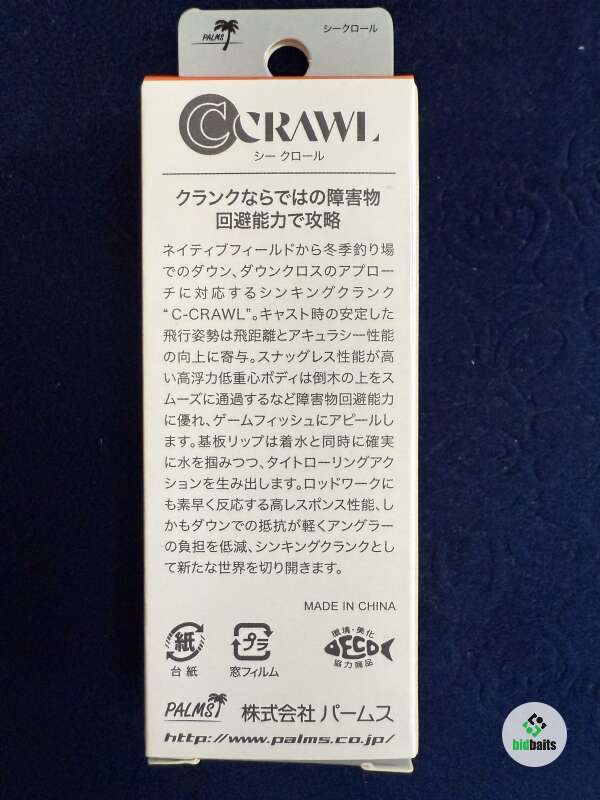 PALMS
シークロール
CCRAWL
シー クロール
クランクならではの障害物
回避能力で攻略
ネイティブフィールドから冬季釣り場
でのダウン、ダウンクロスのアプロー
チに対応するシンキングクランク
“C-CRAWL”。キャスト時の安定した
飛行姿勢は飛距離とアキュラシー性能
の向上に寄与。スナッグレス性能が高
い高浮力低重心ボディは倒木の上をス
ムーズに通過するなど障害物回避能力
に優れ、ゲームフィッシュにアピールし
ます。基板リップは着水と同時に確実
に水を掴みつつ、タイトローリングアク
ションを生み出します。ロッドワークに
も素早く反応する高レスポンス性能、し
かもダウンでの抵抗が軽くアングラー
の負担を低減、シンキングクランクとし
て新たな世界を切り開きます。
MADE IN CHINA
紙
台紙
プラ
窓フィルム
環境・美化
ECO
協力商品
PALMS
株式会社 パームス
http://www.palms.co.jp/
bidbaits